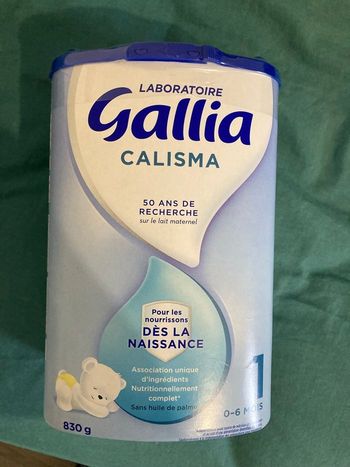 LABORATOIRE
Gallia
CALISMA
50 ANS DE
RECHERCHE
sur le lait maternel
Pour les
nourrissons
DÈS LA
NAISSANCE
Association unique
d'ingrédients
Nutritionnellement
complet*
Sans huile de palme
1
0-6 MOIS
830 g